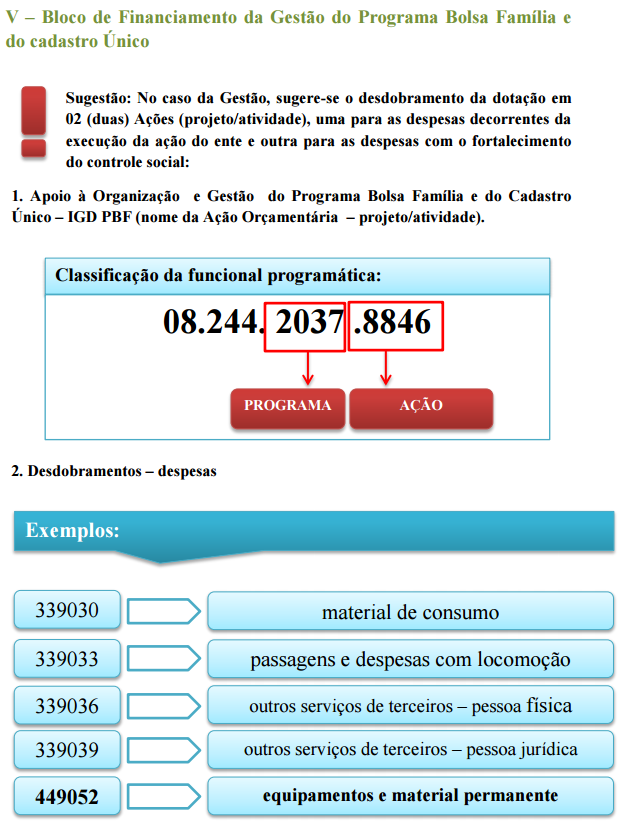 V – Bloco de Financiamento da Gestão do Programa Bolsa Família e
do cadastro Único
Sugestão: No caso da Gestão, sugere-se o desdobramento da dotação em
02 (duas) Ações (projeto/atividade), uma para as despesas decorrentes da
execução da ação do ente e outra para as despesas com o fortalecimento
do controle social:
1. Apoio à Organização e Gestão do Programa Bolsa Família e do Cadastro
Único – IGD PBF (nome da Ação Orçamentária – projeto/atividade).
Classificação da funcional programática:
08.244. 2037 .8846
PROGRAMA AÇÃO
2. Desdobramentos – despesas
Exemplos:
339030 material de consumo
339033 passagens e despesas com locomoção
339036 outros serviços de terceiros – pessoa física
339039 outros serviços de terceiros – pessoa jurídica
449052 equipamentos e material permanente